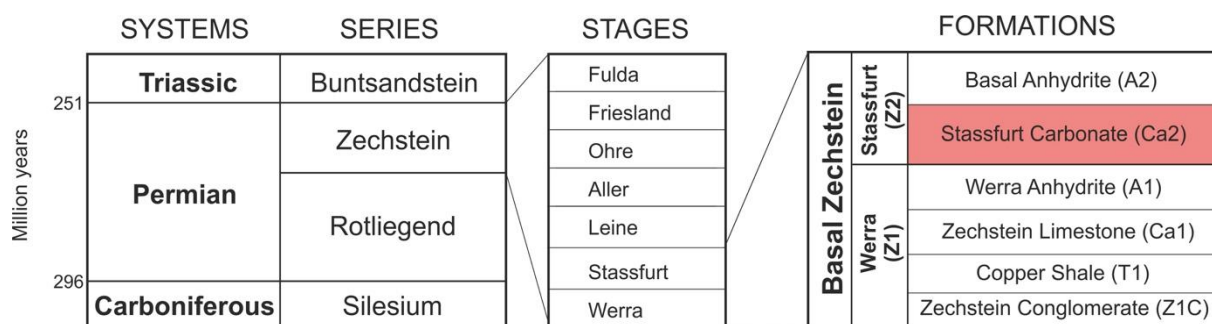 SYSTEMS SERIES STAGES FORMATIONS
Million years
251
296
Triassic
Permian
Carboniferous
Buntsandstein
Zechstein
Rotliegend
Silesium
Fulda
Friesland
Ohre
Aller
Leine
Stassfurt
Werra
Basal Zechstein
Stassfurt
(Z2)
Werra
(Z1)
Basal Anhydrite (A2)
Stassfurt Carbonate (Ca2)
Werra Anhydrite (A1)
Zechstein Limestone (Ca1)
Copper Shale (T1)
Zechstein Conglomerate (Z1C)